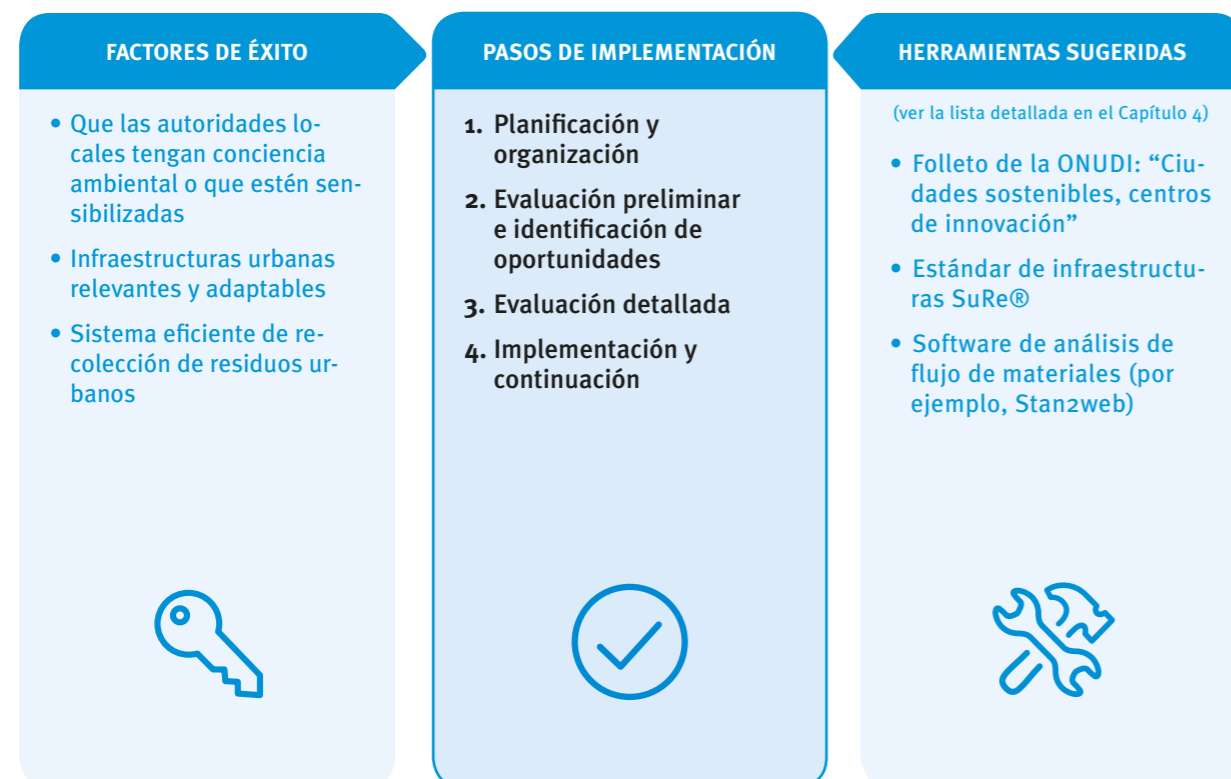 FACTORES DE ÉXITO
• Que las autoridades lo-
cales tengan conciencia
ambiental o que estén sen-
sibilizadas
• Infraestructuras urbanas
relevantes y adaptables
• Sistema eficiente de re-
colección de residuos ur-
banos
PASOS DE IMPLEMENTACIÓN
1. Planificación y
organización
2. Evaluación preliminar
e identificación de
oportunidades
3. Evaluación detallada
4. Implementación y
continuación
HERRAMIENTAS SUGERIDAS
(ver la lista detallada en el Capítulo 4)
• Folleto de la ONUDI: “Ciu-
dades sostenibles, centros
de innovación”
• Estándar de infraestructu-
ras SuRe®
• Software de análisis de
flujo de materiales (por
ejemplo, Stan2web)